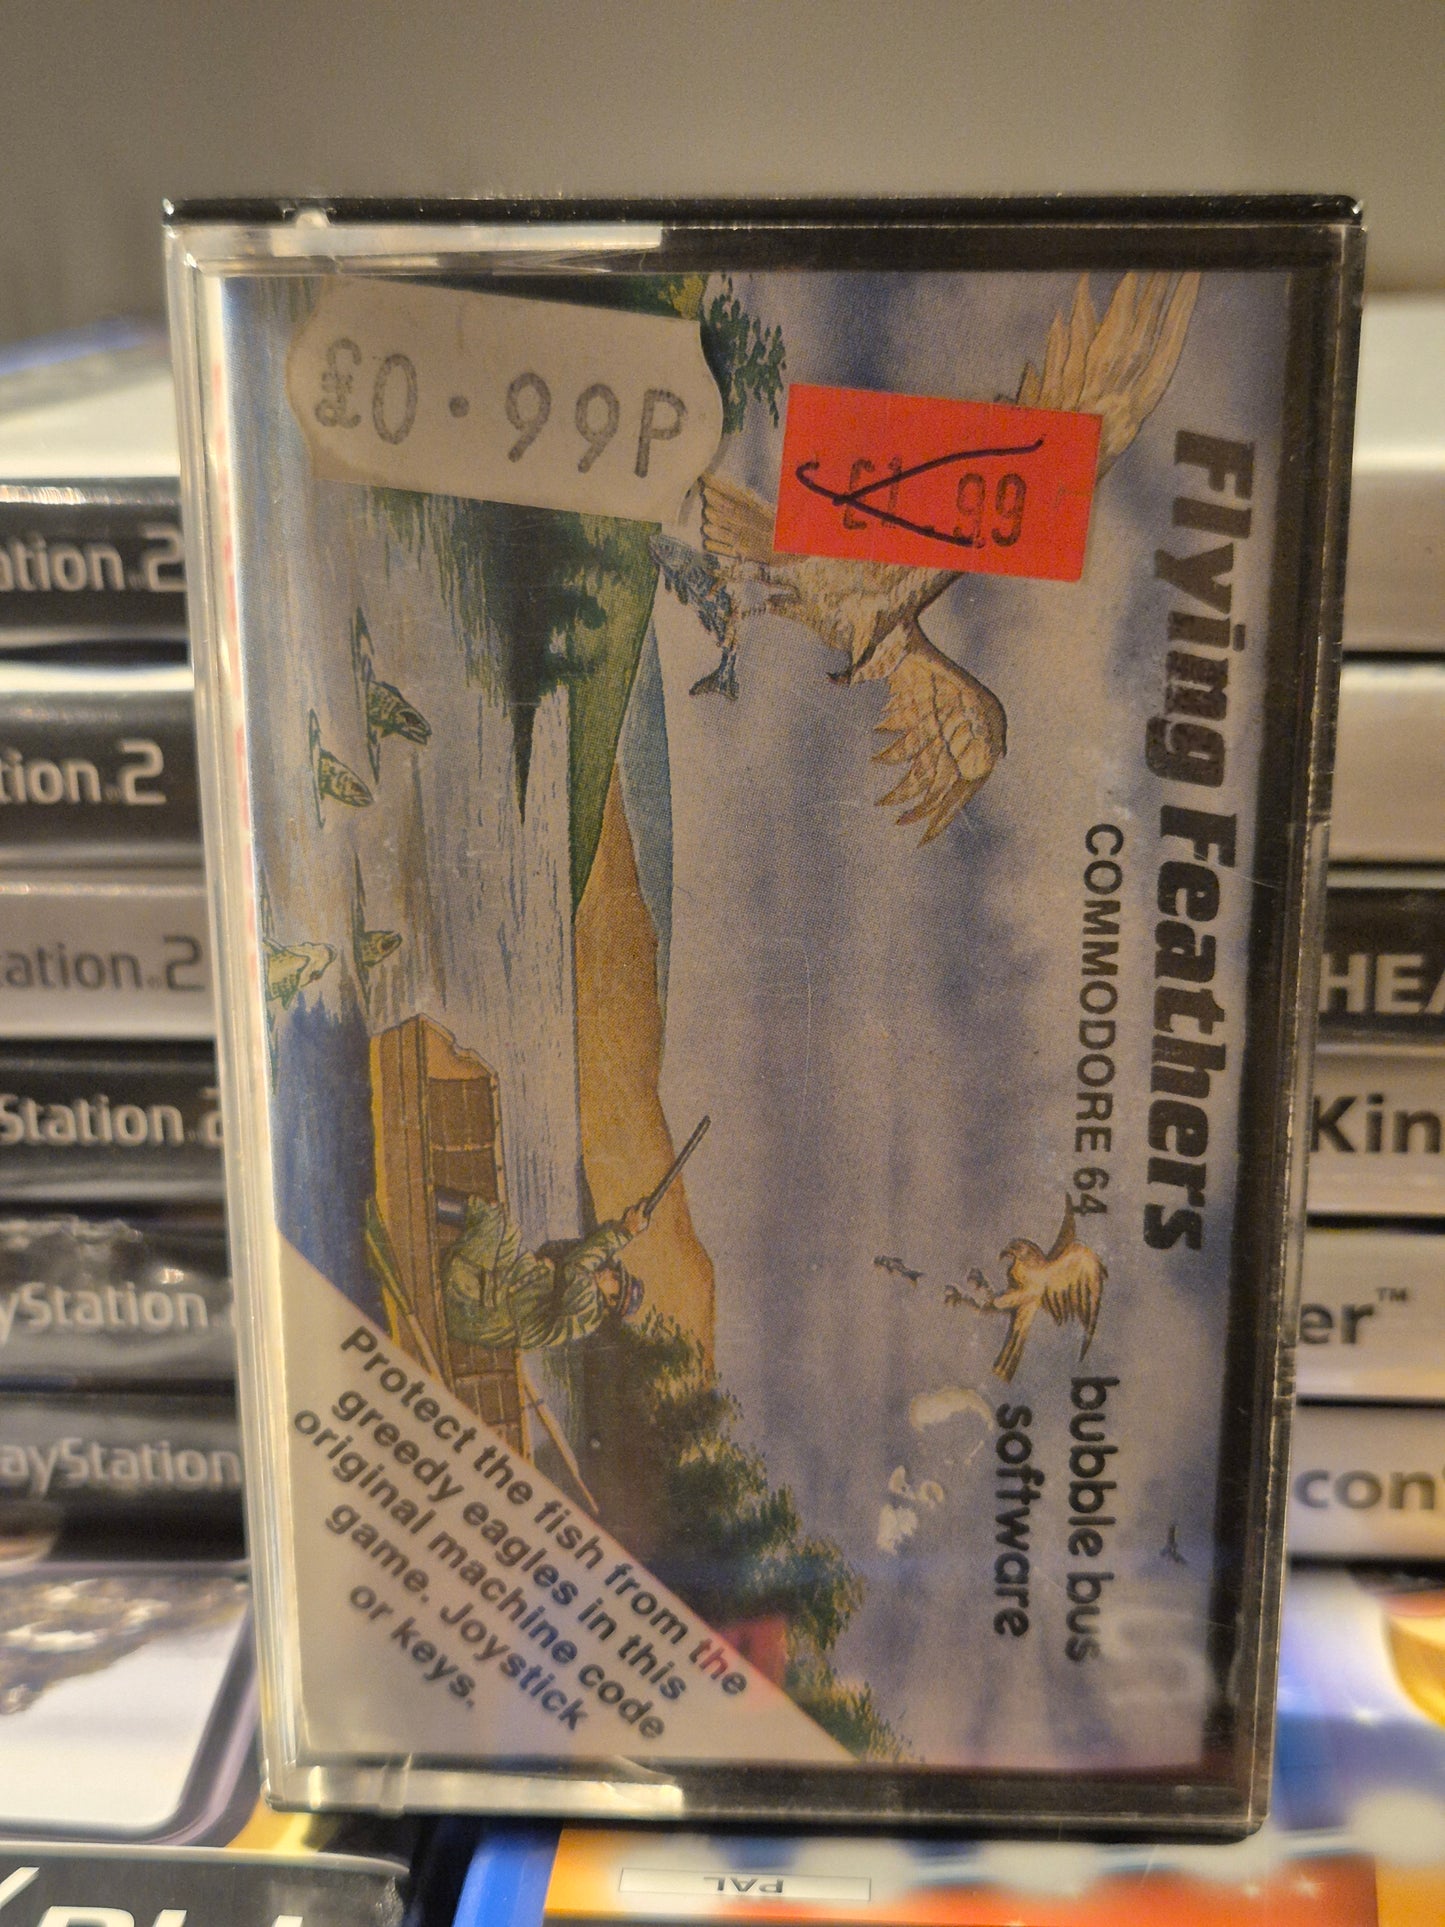 Flying Feathers
COMMODORE 64
bubble bus
software
£0.99P
£1.99
Protect the fish from the
greedy eagles in this
original machine code
game. Joystick
or keys.
ation.2
tion.2
ation.2
Station.2
yStation
ayStation
HEA
Kin
er™
con
PAL